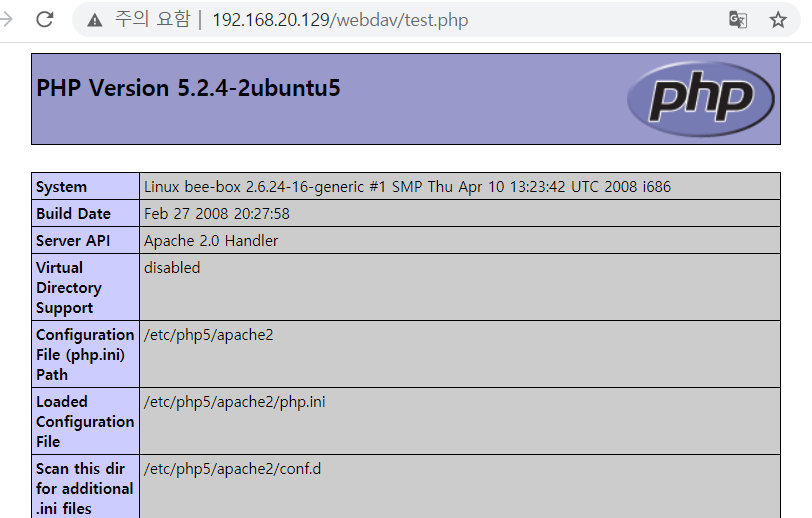 주의 요함 | 192.168.20.129/webdav/test.php
PHP Version 5.2.4-2ubuntu5
php
System Linux bee-box 2.6.24-16-generic #1 SMP Thu Apr 10 13:23:42 UTC 2008 i686
Build Date Feb 27 2008 20:27:58
Server API Apache 2.0 Handler
Virtual disabled
Directory
Support
Configuration /etc/php5/apache2
File (php.ini)
Path
Loaded /etc/php5/apache2/php.ini
Configuration
File
Scan this dir /etc/php5/apache2/conf.d
for additional
.ini files